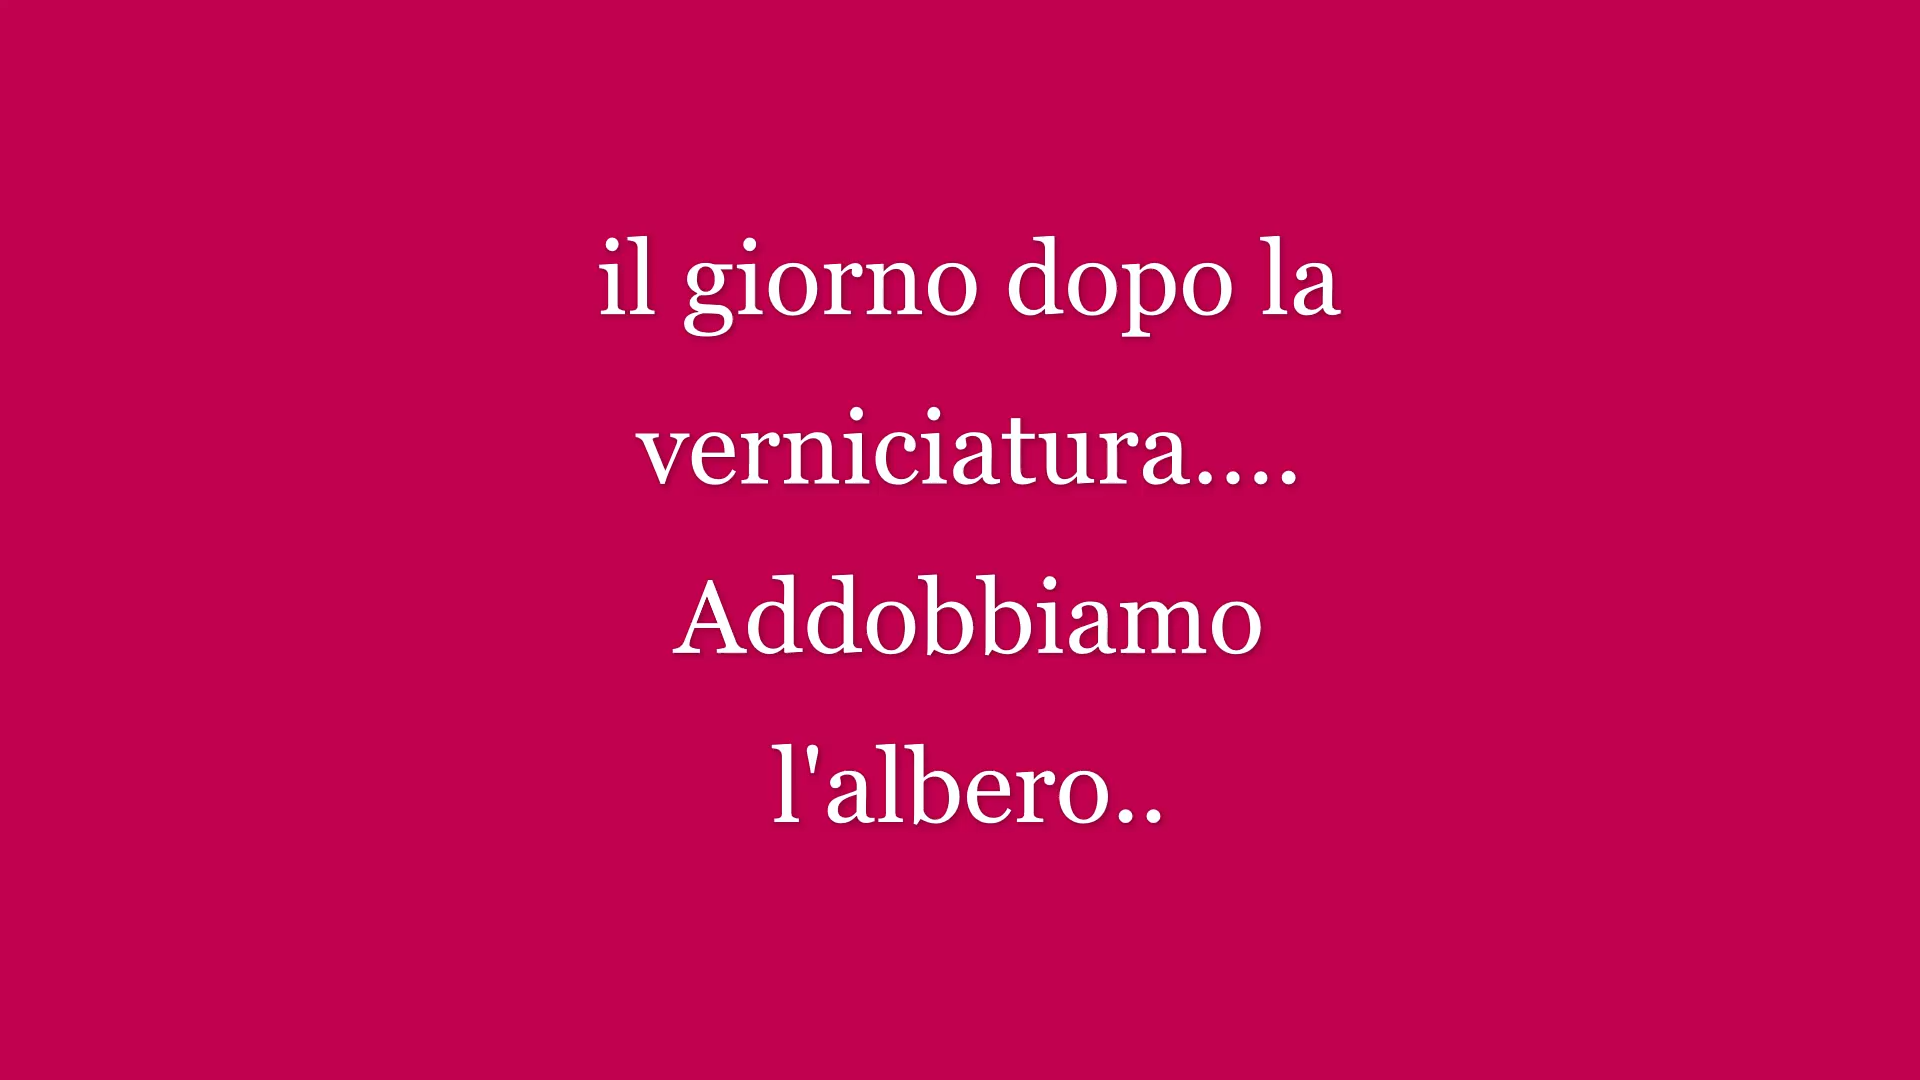 il giorno dopo la
verniciatura....
Addobbiamo
l'albero..